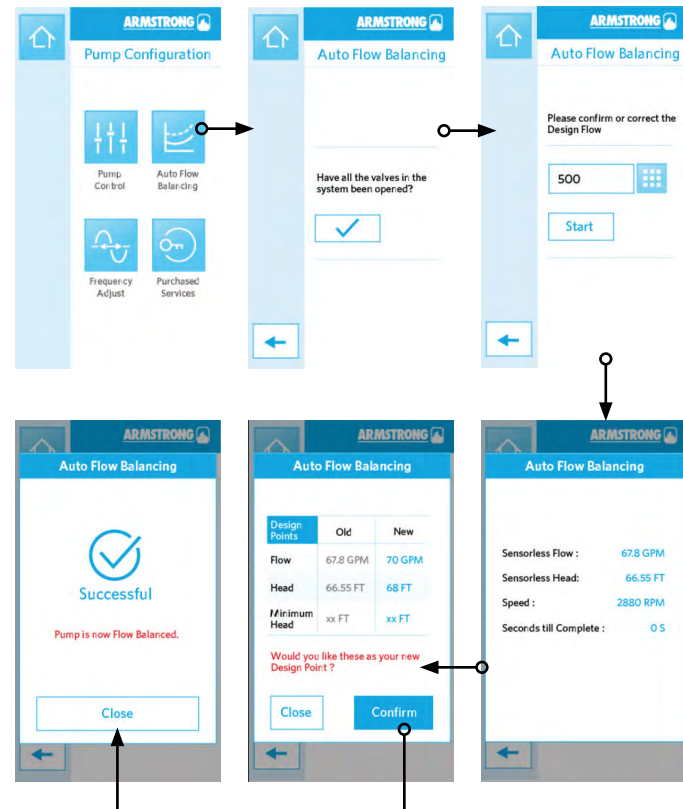 ARMSTRONG
Pump Configuration
Pump
Control
Auto Flow
Balancing
Frequency
Adjust
Purchased
Services
ARMSTRONG
Auto Flow Balancing
Have all the valves in the
system been opened?
ARMSTRONG
Auto Flow Balancing
Please confirm or correct the
Design Flow
500
Start
ARMSTRONG
Auto Flow Balancing
Successful
Pump is now Flow Balanced.
Close
ARMSTRONG
Auto Flow Balancing
Design
Points Old New
Flow 67.8 GPM 70 GPM
Head 66.55 FT 68 FT
Minimum
Head xx FT xx FT
Would you like these as your new
Design Point ?
Close Confirm
ARMSTRONG
Auto Flow Balancing
Sensorless Flow : 67.8 GPM
Sensorless Head: 66.55 FT
Speed : 2880 RPM
Seconds till Complete : 0 S